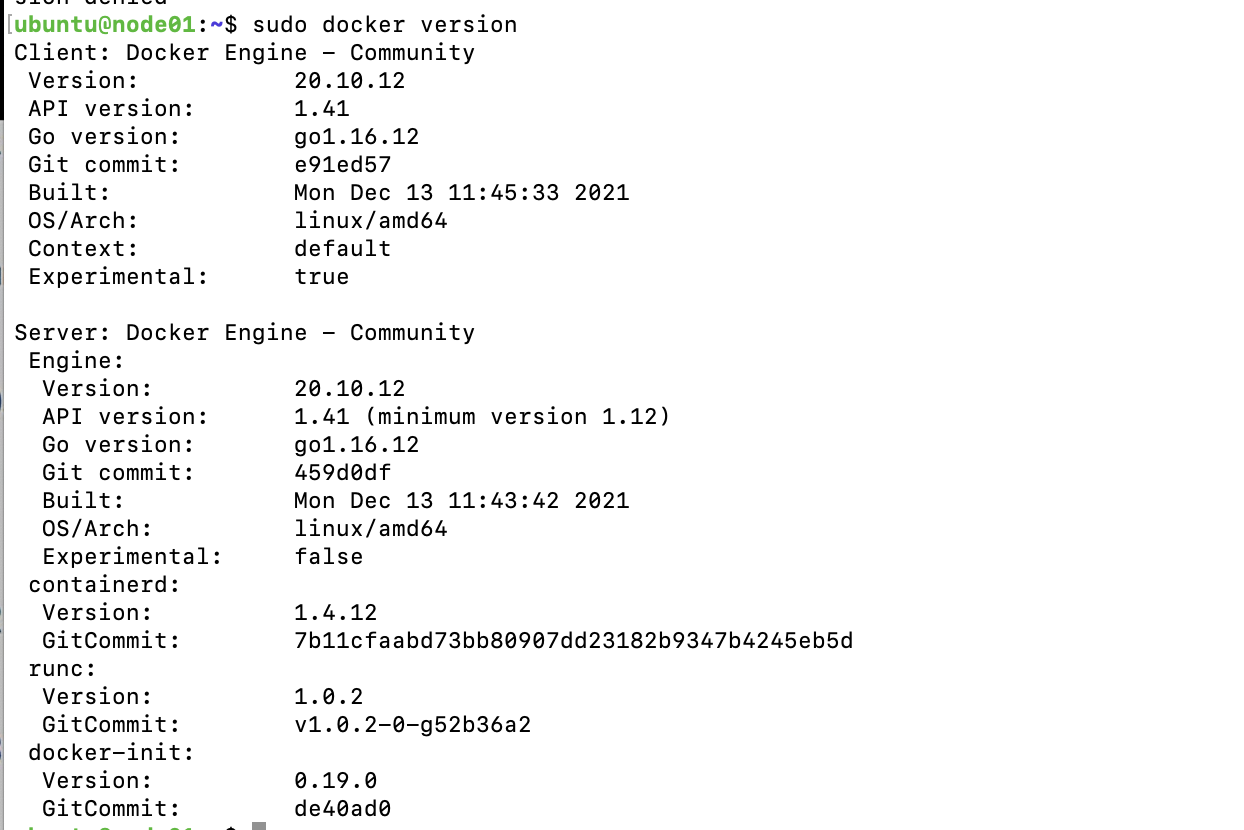 sion denied
[ubuntu@node01:~$ sudo docker version
Client: Docker Engine - Community
 Version:           20.10.12
 API version:       1.41
 Go version:        go1.16.12
 Git commit:        e91ed57
 Built:             Mon Dec 13 11:45:33 2021
 OS/Arch:           linux/amd64
 Context:           default
 Experimental:      true

Server: Docker Engine - Community
 Engine:
  Version:          20.10.12
  API version:      1.41 (minimum version 1.12)
  Go version:       go1.16.12
  Git commit:       459d0df
  Built:            Mon Dec 13 11:43:42 2021
  OS/Arch:          linux/amd64
  Experimental:     false
 containerd:
  Version:          1.4.12
  GitCommit:        7b11cfaabd73bb80907dd23182b9347b4245eb5d
 runc:
  Version:          1.0.2
  GitCommit:        v1.0.2-0-g52b36a2
 docker-init:
  Version:          0.19.0
  GitCommit:        de40ad0